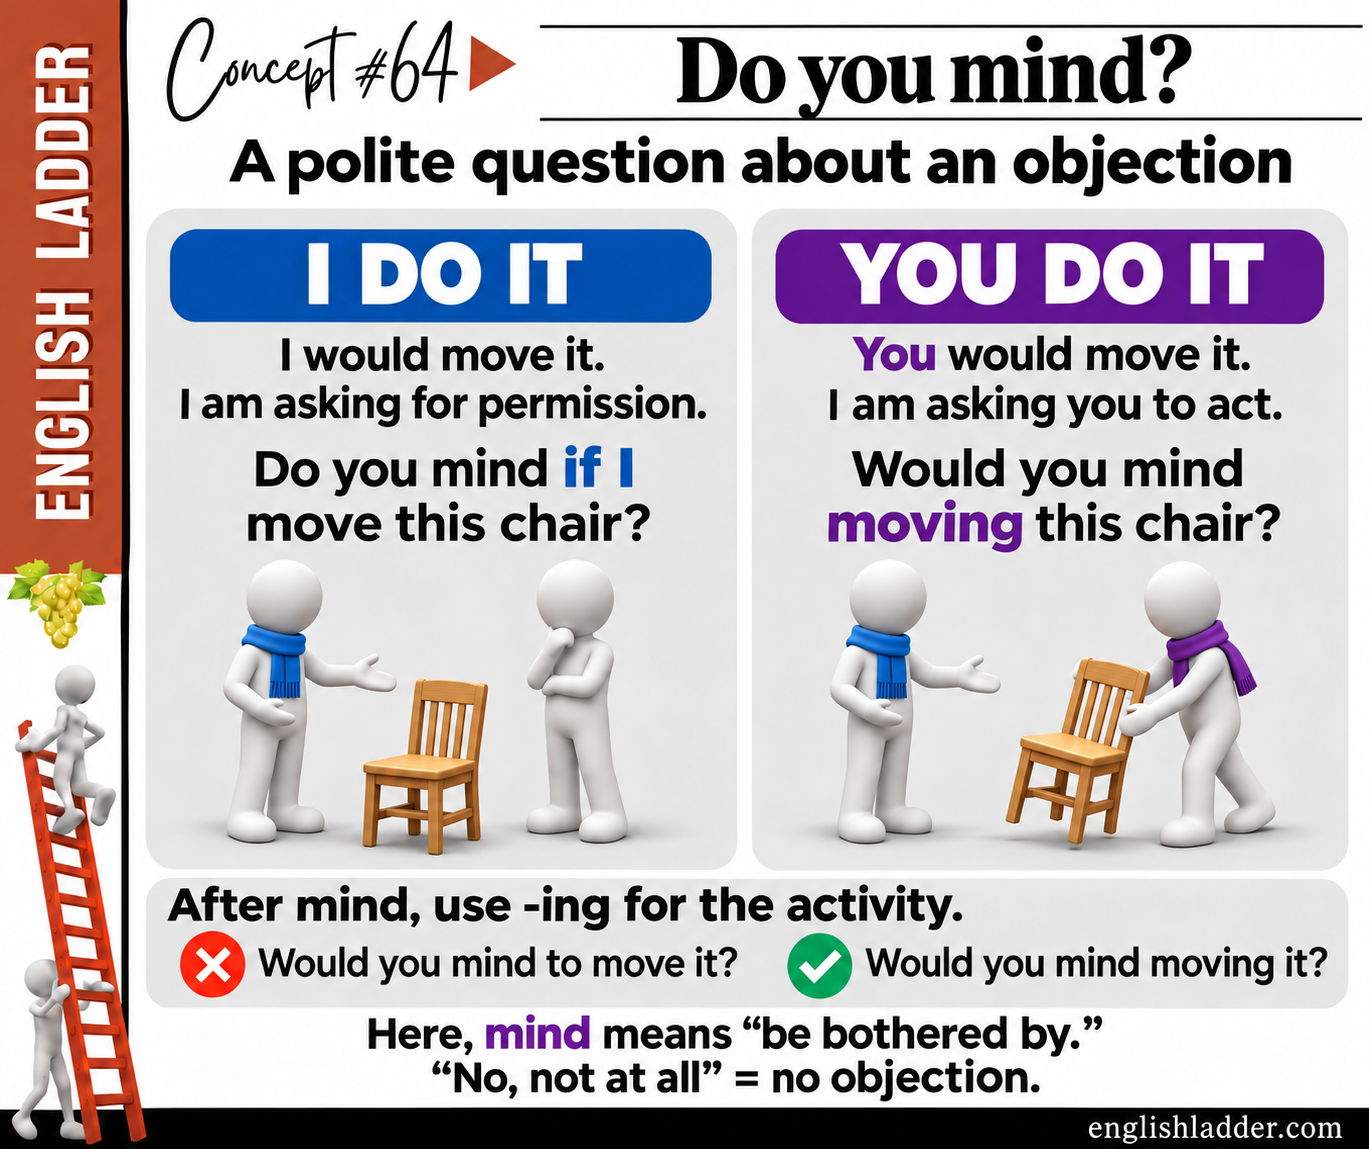 ENGLISH LADDER
Concept #64
Do you mind?
A polite question about an objection
I DO IT
I would move it.
I am asking for permission.
Do you mind if I
move this chair?
YOU DO IT
You would move it.
I am asking you to act.
Would you mind
moving this chair?
After mind, use -ing for the activity.
Would you mind to move it?
Would you mind moving it?
Here, mind means “be bothered by.”
“No, not at all” = no objection.
englishladder.com